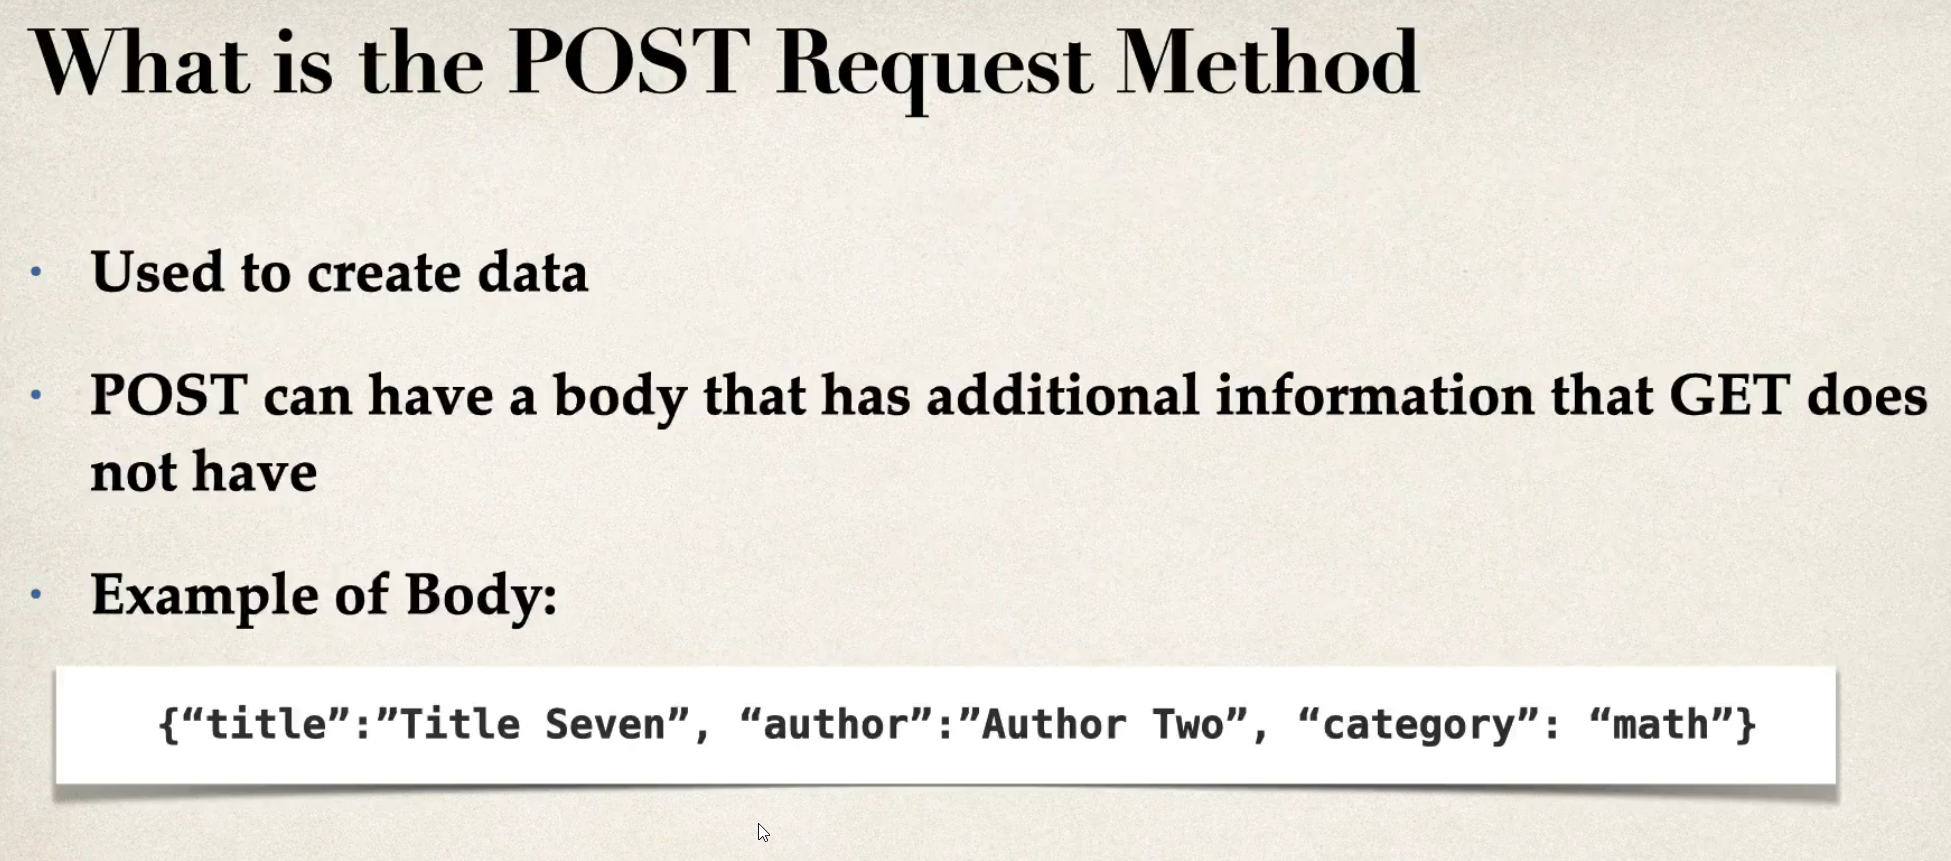 What is the POST Request Method
• Used to create data
• POST can have a body that has additional information that GET does
not have
• Example of Body:
{“title”:”Title Seven”, “author”:”Author Two”, “category”: “math”}